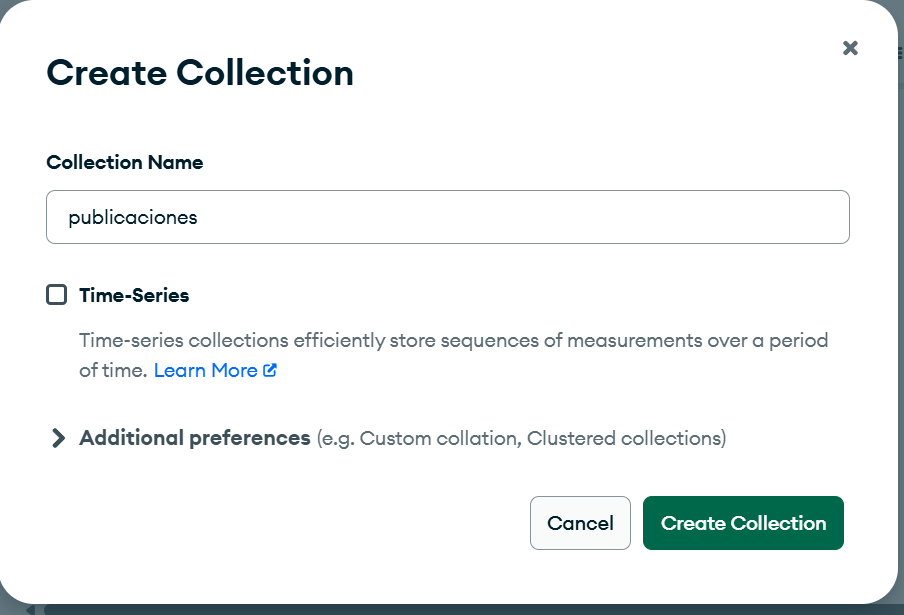 Create Collection
Collection Name
publicaciones
Time-Series
Time-series collections efficiently store sequences of measurements over a period
of time. Learn More
Additional preferences (e.g. Custom collation, Clustered collections)
Cancel
Create Collection